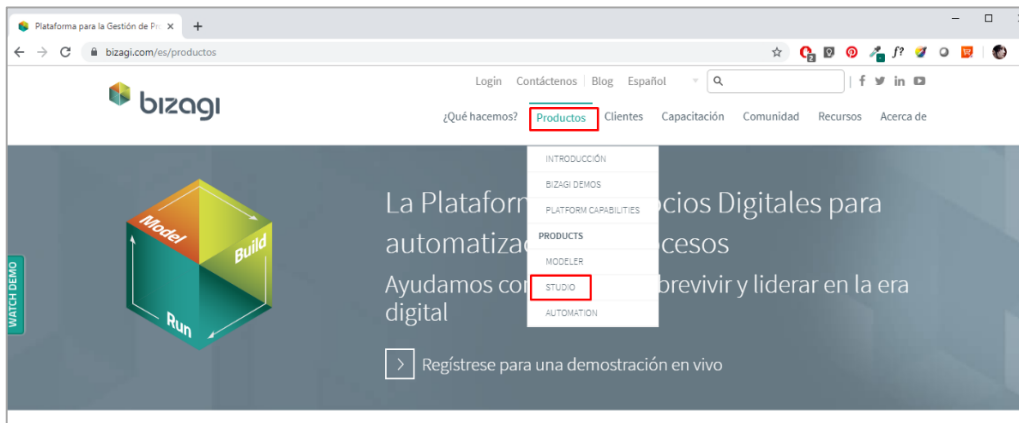 Plataforma para la Gestión de Pr
bizagi.com/es/productos
Login Contáctenos Blog Español
bizagi
¿Qué hacemos? Productos Clientes Capacitación Comunidad Recursos Acerca de
INTRODUCCIÓN
BIZAGI DEMOS
PLATFORM CAPABILITIES
PRODUCTS
MODELER
STUDIO
AUTOMATION
La Plataform ocios Digitales para
automatiza ocesos
Ayudamos co brevivir y liderar en la era
digital
Regístrese para una demostración en vivo
Model
Build
Run
WATCH DEMO